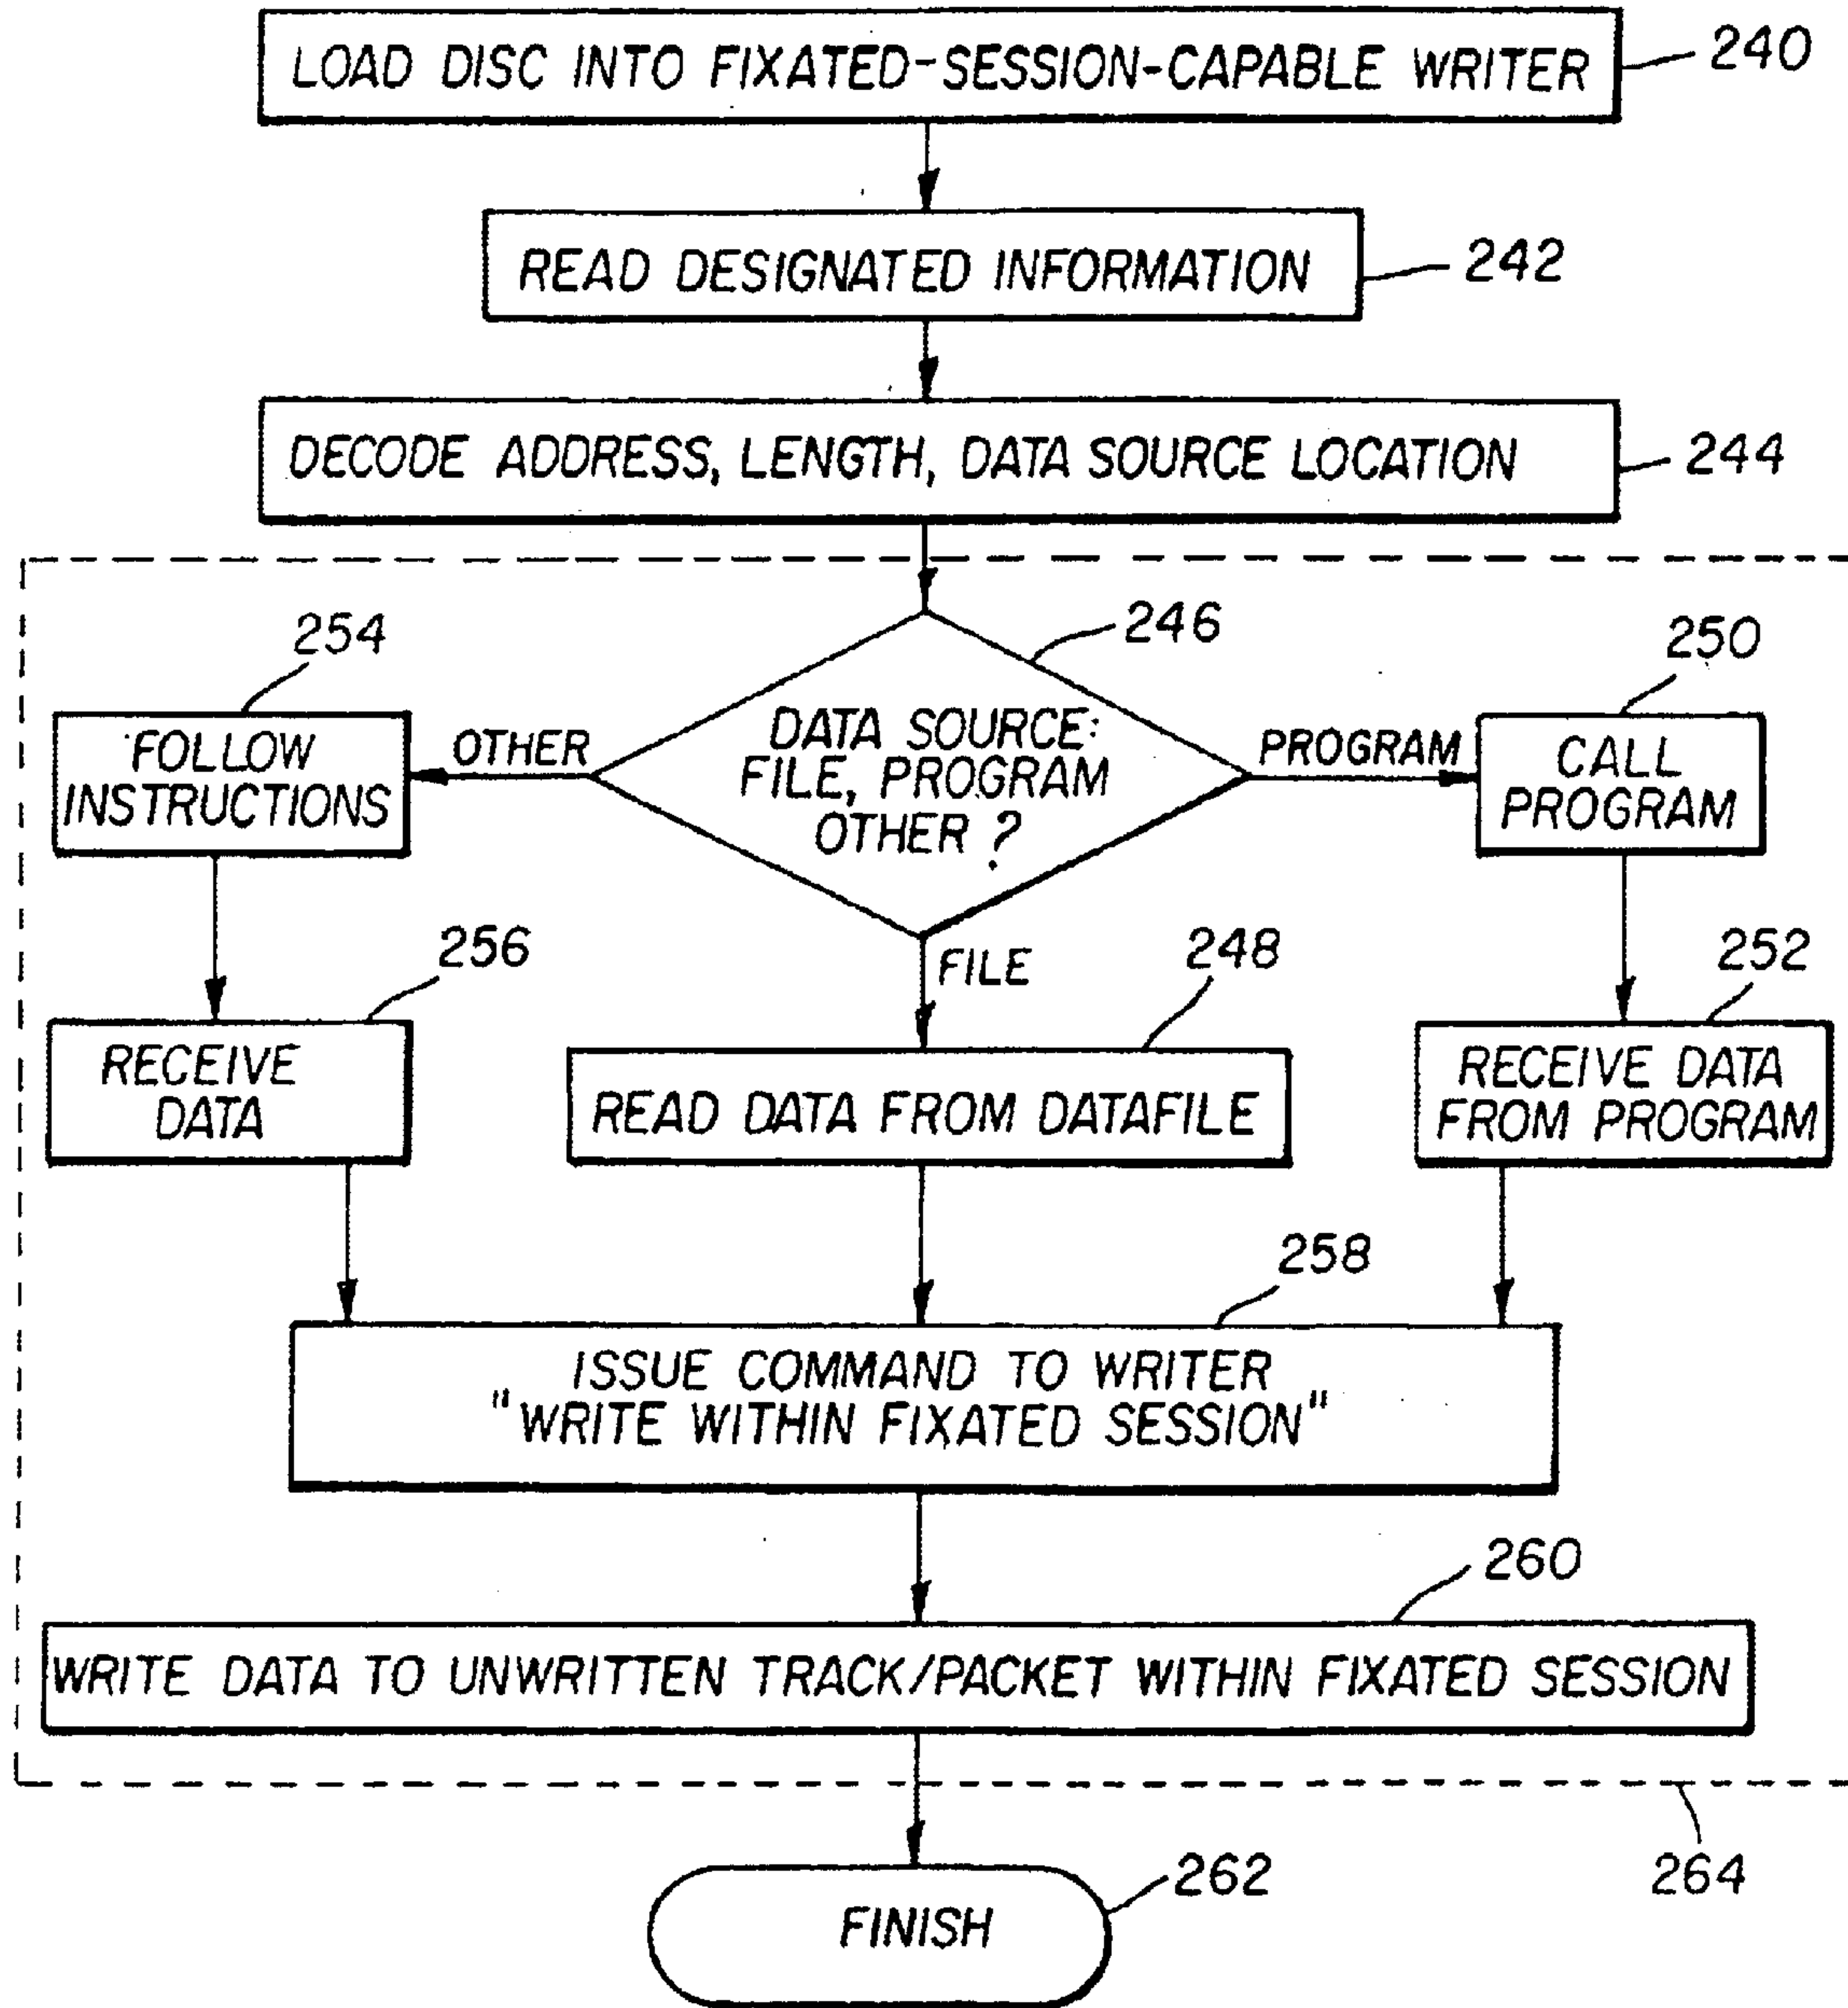 LOAD DISC INTO FIXATED-SESSION-CAPABLE WRITER
240
READ DESIGNATED INFORMATION
242
DECODE ADDRESS, LENGTH, DATA SOURCE LOCATION
244
254
246
250
FOLLOW
INSTRUCTIONS
OTHER
DATA SOURCE:
FILE, PROGRAM
OTHER ?
PROGRAM
CALL
PROGRAM
256
FILE
248
252
RECEIVE
DATA
READ DATA FROM DATAFILE
RECEIVE DATA
FROM PROGRAM
258
ISSUE COMMAND TO WRITER
"WRITE WITHIN FIXATED SESSION"
260
WRITE DATA TO UNWRITTEN TRACK/PACKET WITHIN FIXATED SESSION
264
262
FINISH